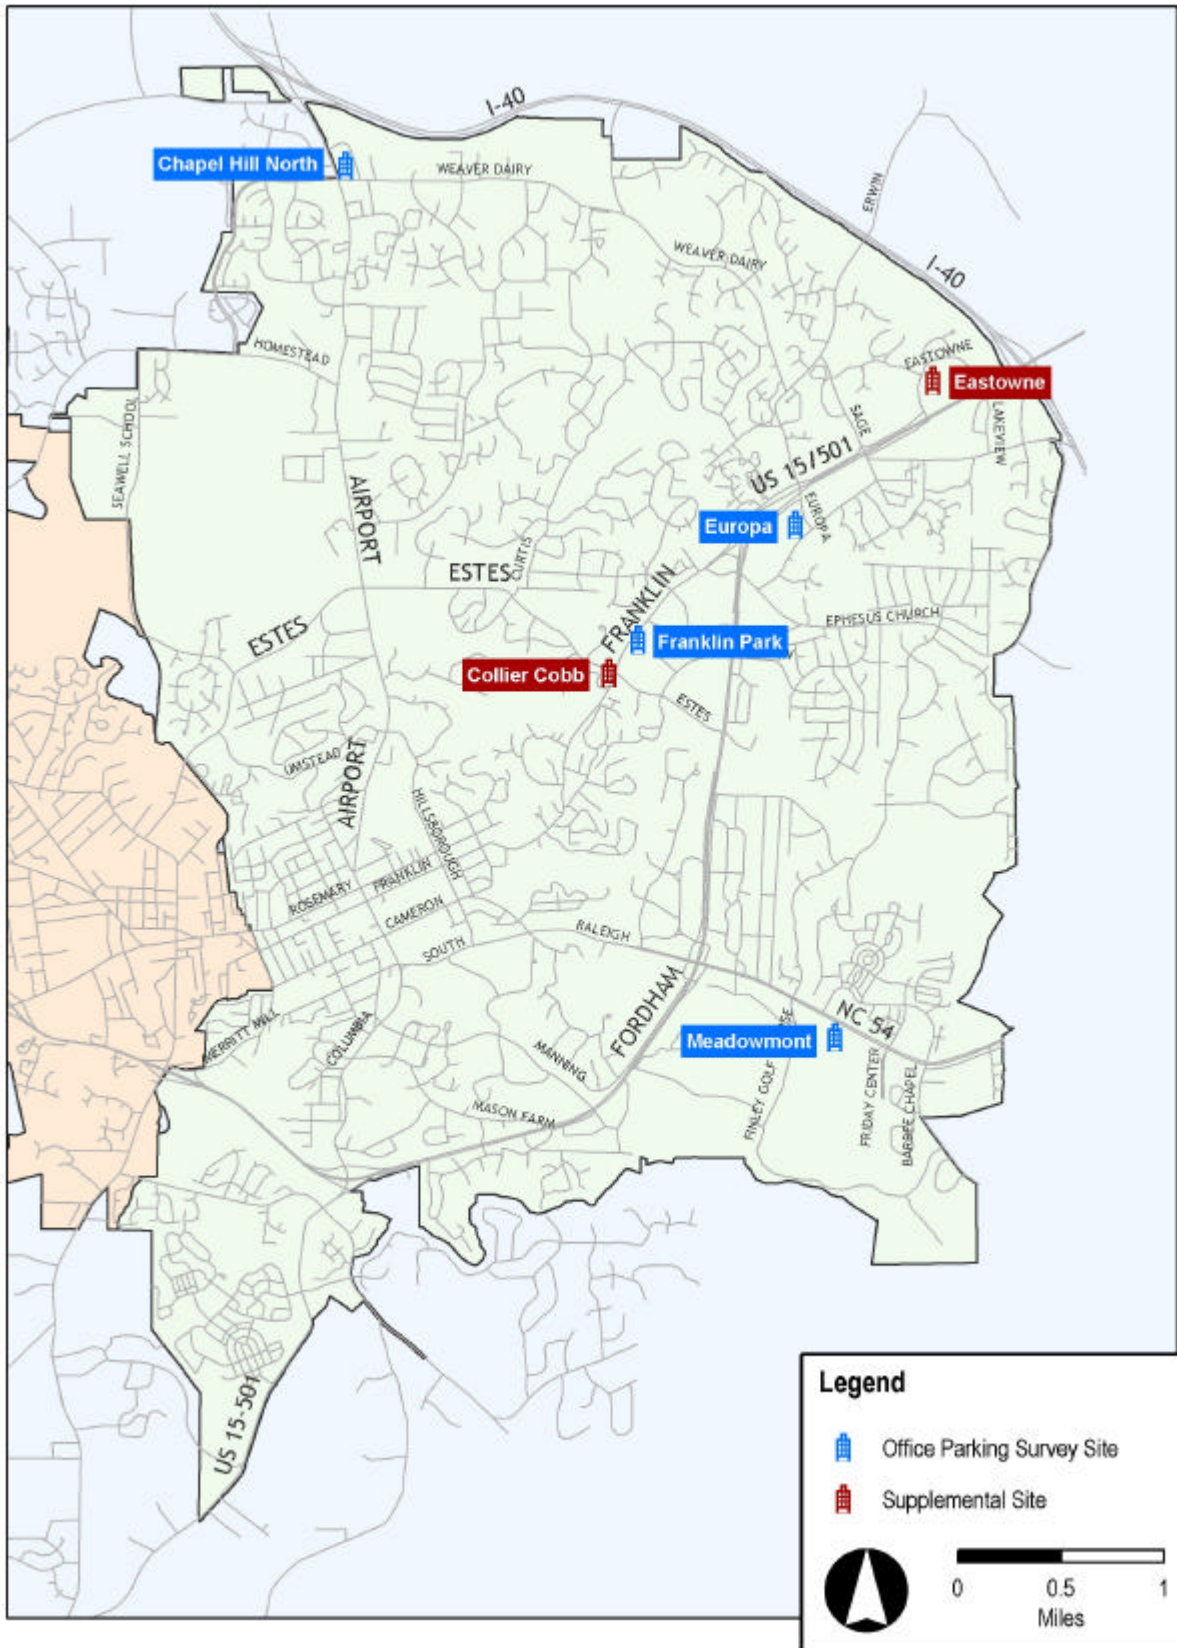 I-40
Chapel Hill North
WEAVER DAIRY
ERWIN
WEAVER DAIRY
I-40
HOMESTEAD
EASTOWNE
Eastowne
SEAWELL SCHOOL
SAGE
LAKEVIEW
US 15/501
AIRPORT
EUROPA
Europa
CURTIS
ESTES
FRANKLIN
EPHESUS CHURCH
ESTES
Franklin Park
Collier Cobb
ESTES
UMSTEAD
AIRPORT
HILLSBOROUGH
FRANKLIN
ROSEMARY
CAMERON
RALEIGH
SOUTH
FORDHAM
NC 54
MERRITT MILL
COLUMBIA
Meadowmont
MANNING
FINLEY GOLF
FRIDAY CENTER
BARBEE CHAPEL
MASON FARM
US 15-501
Legend
Office Parking Survey Site
Supplemental Site
0 0.5 1
Miles